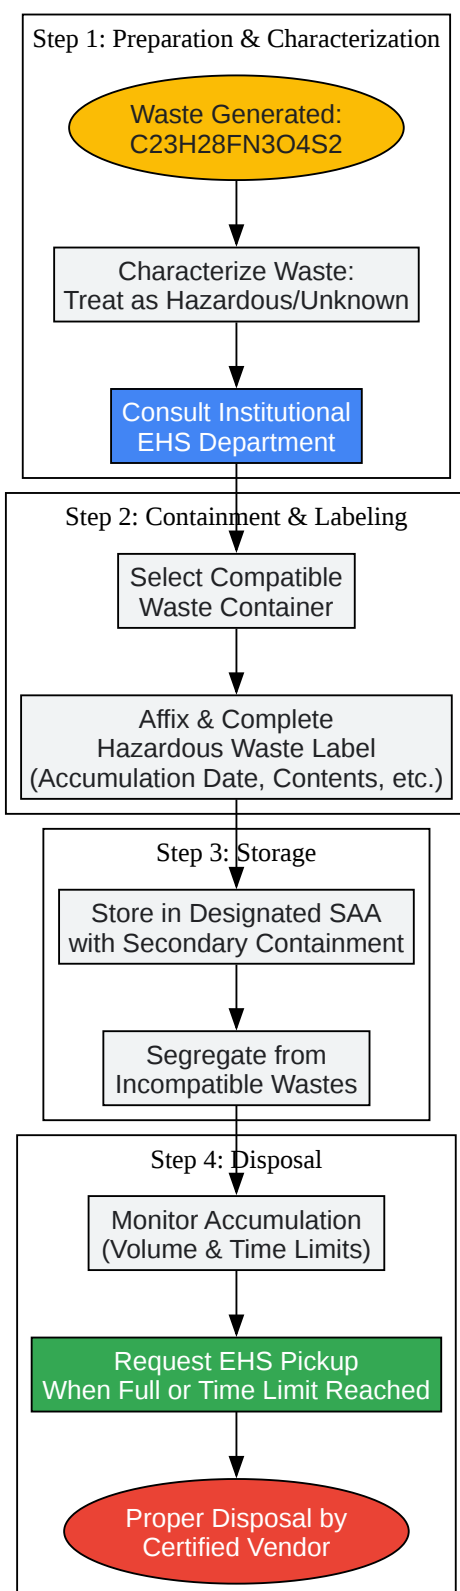 Step 1: Preparation & Characterization
Waste Generated:
C23H28FN3O4S2
Characterize Waste:
Treat as Hazardous/Unknown
Consult Institutional
EHS Department
Step 2: Containment & Labeling
Select Compatible
Waste Container
Affix & Complete
Hazardous Waste Label
(Accumulation Date, Contents, etc.)
Step 3: Storage
Store in Designated SAA
with Secondary Containment
Segregate from
Incompatible Wastes
Step 4: Disposal
Monitor Accumulation
(Volume & Time Limits)
Request EHS Pickup
When Full or Time Limit Reached
Proper Disposal by
Certified Vendor